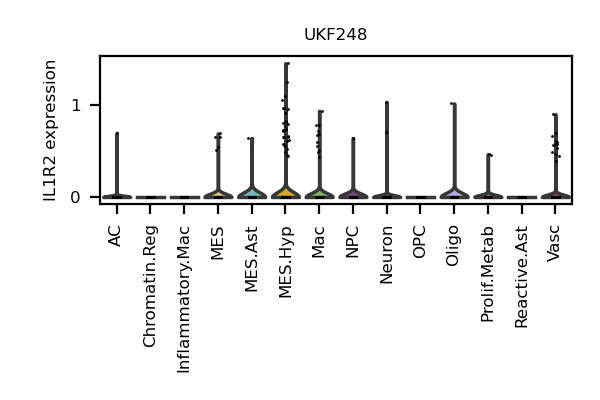 UKF248
IL1R2 expression
1
0
AC
Chromatin.Reg
Inflammatory.Mac
MES
MES.Ast
MES.Hyp
Mac
NPC
Neuron
OPC
Oligo
Prolif.Metab
Reactive.Ast
Vasc